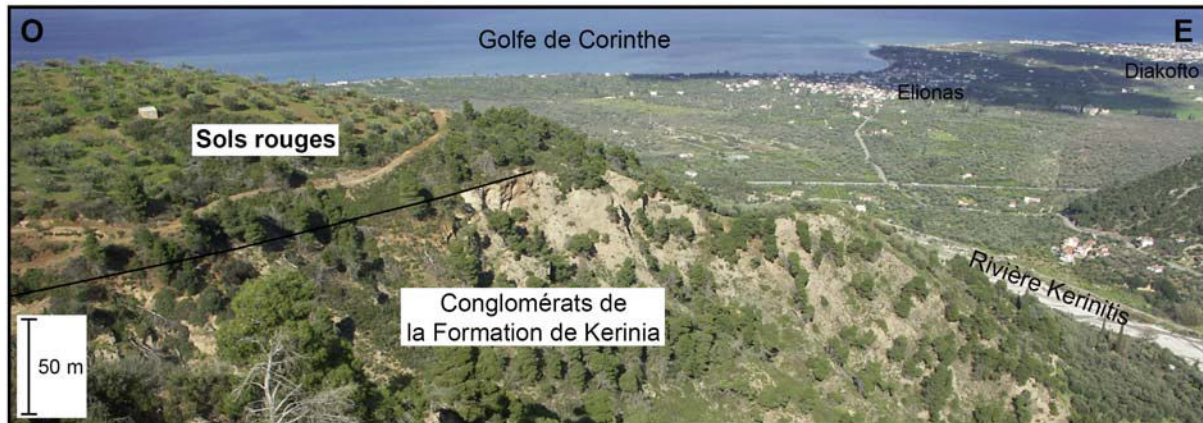 O
E
Golfe de Corinthe
Diakofto
Elionas
Sols rouges
Rivière Kerinitis
Conglomérats de
la Formation de Kerinia
50 m